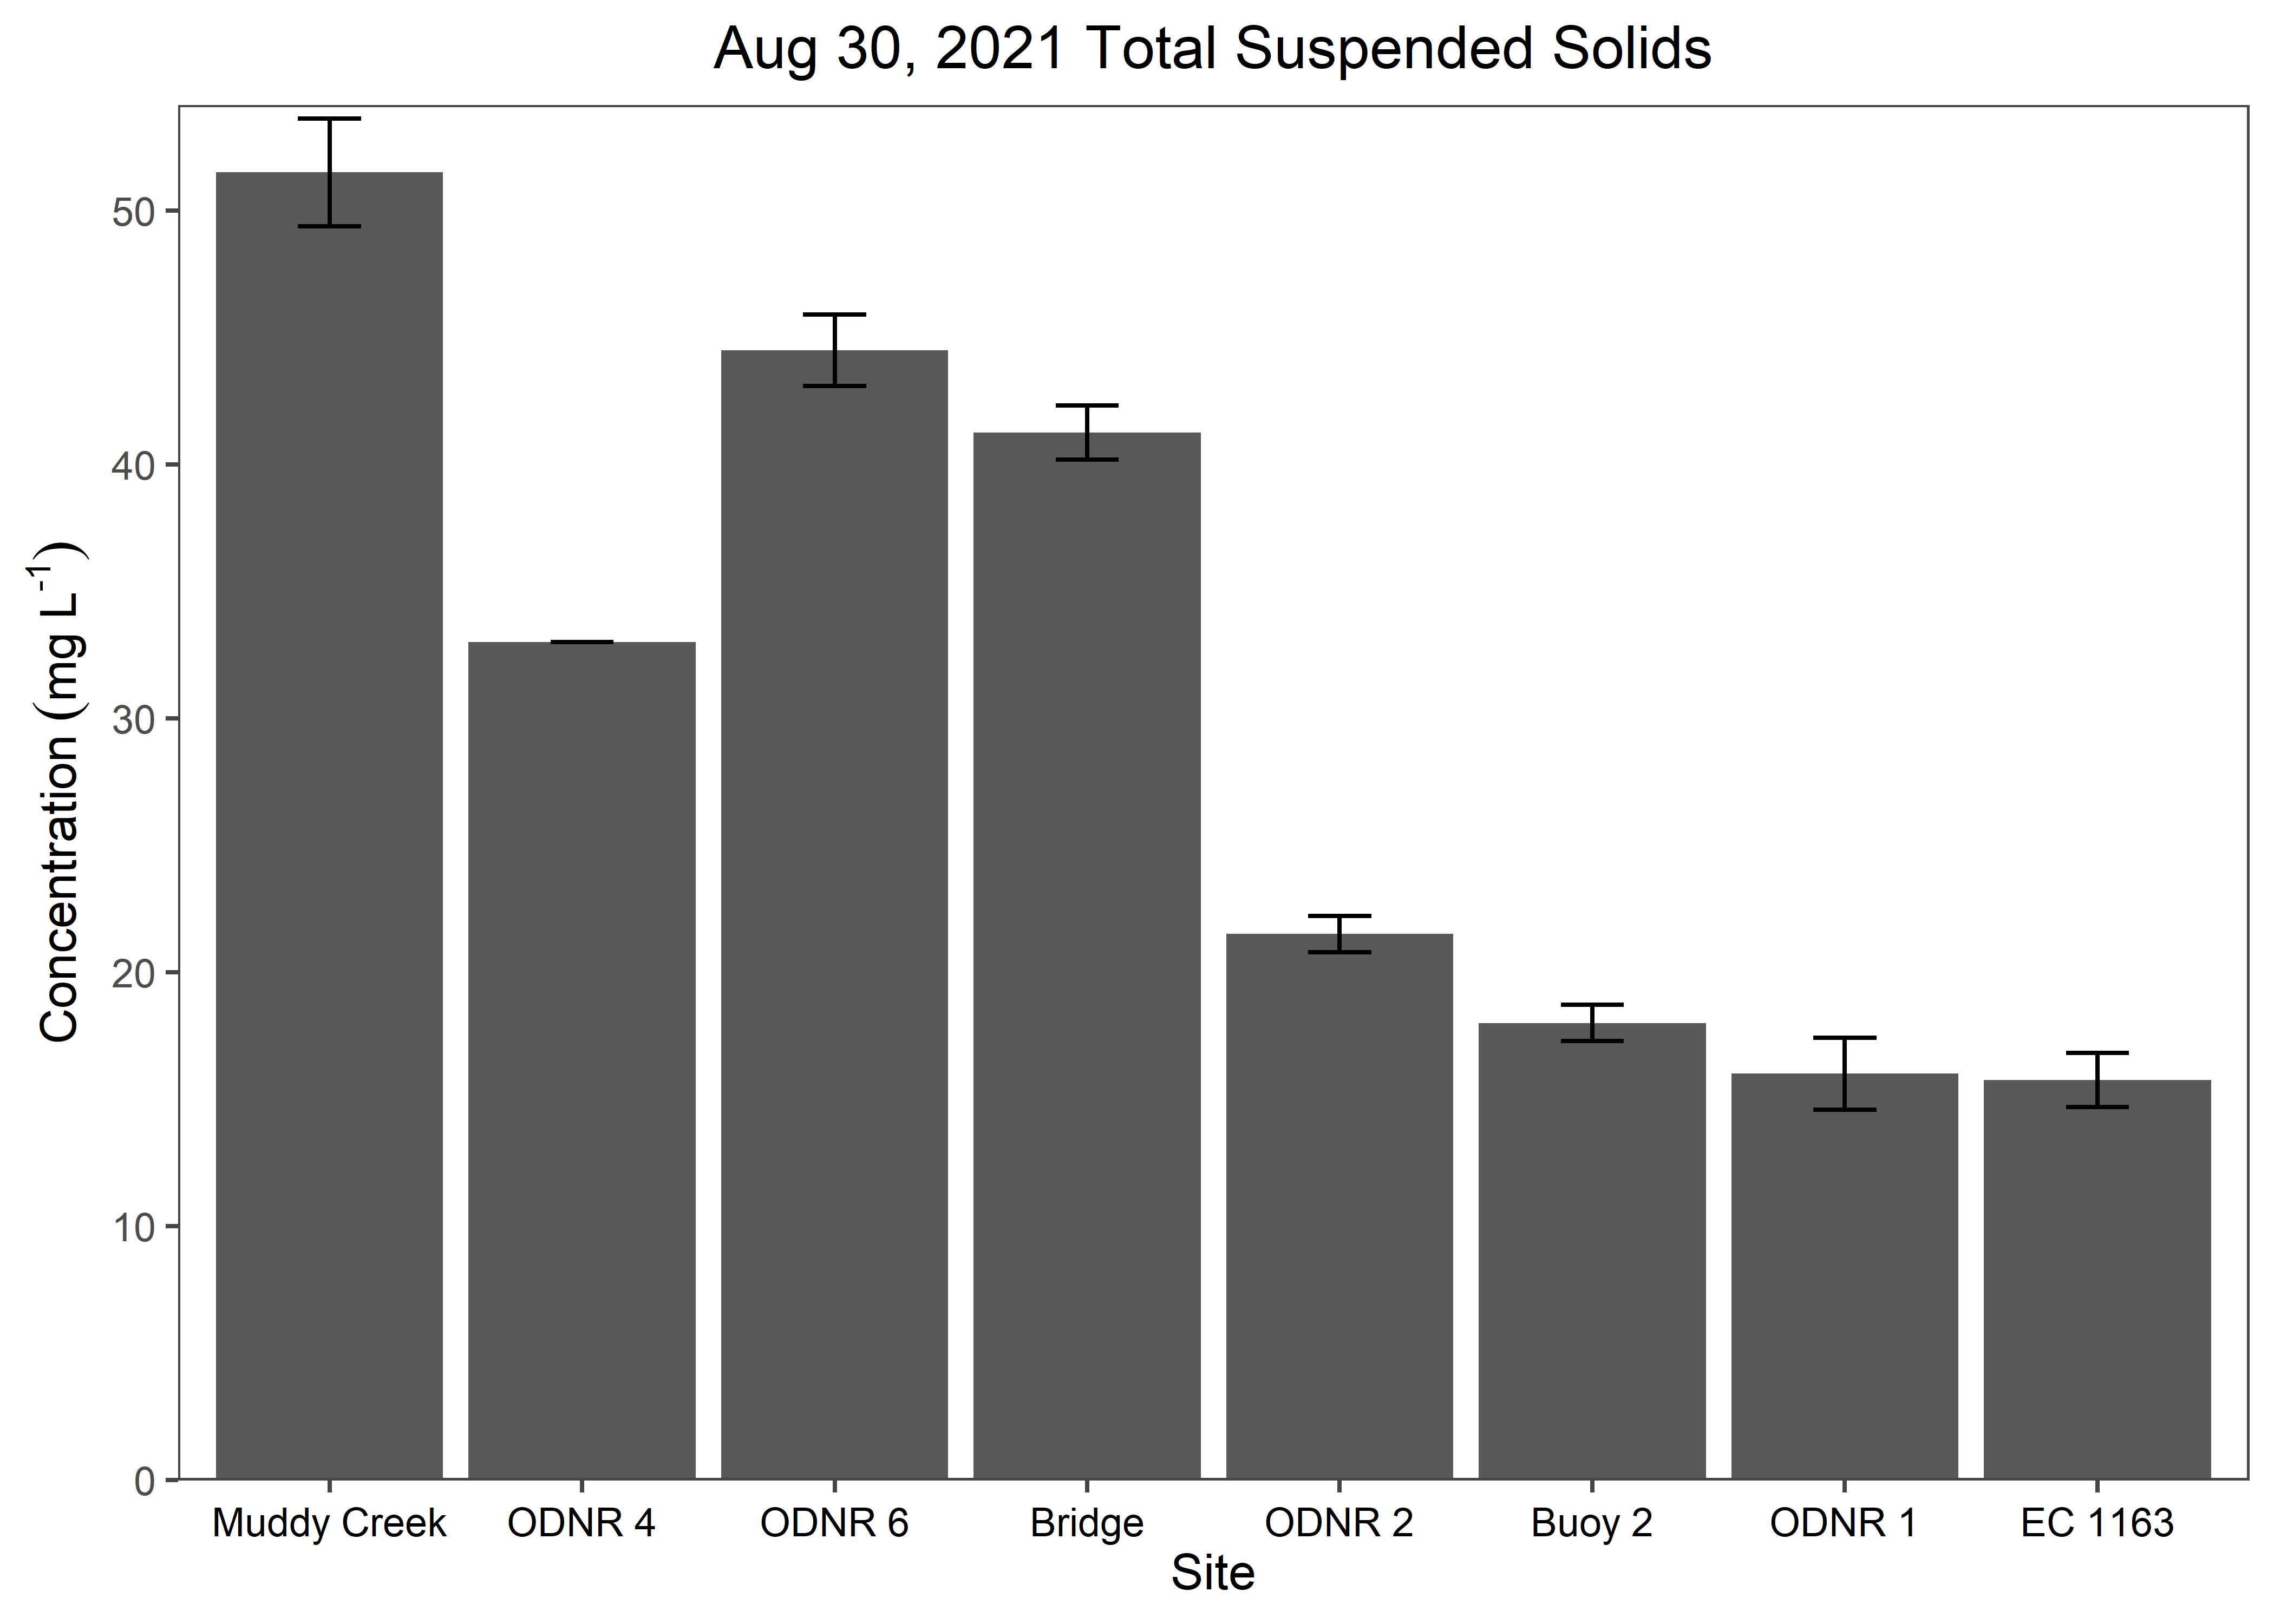 Aug 30, 2021 Total Suspended Solids
Concentration (mg L⁻¹)
50
40
30
20
10
0
Muddy Creek ODNR 4 ODNR 6 Bridge ODNR 2 Buoy 2 ODNR 1 EC 1163
Site